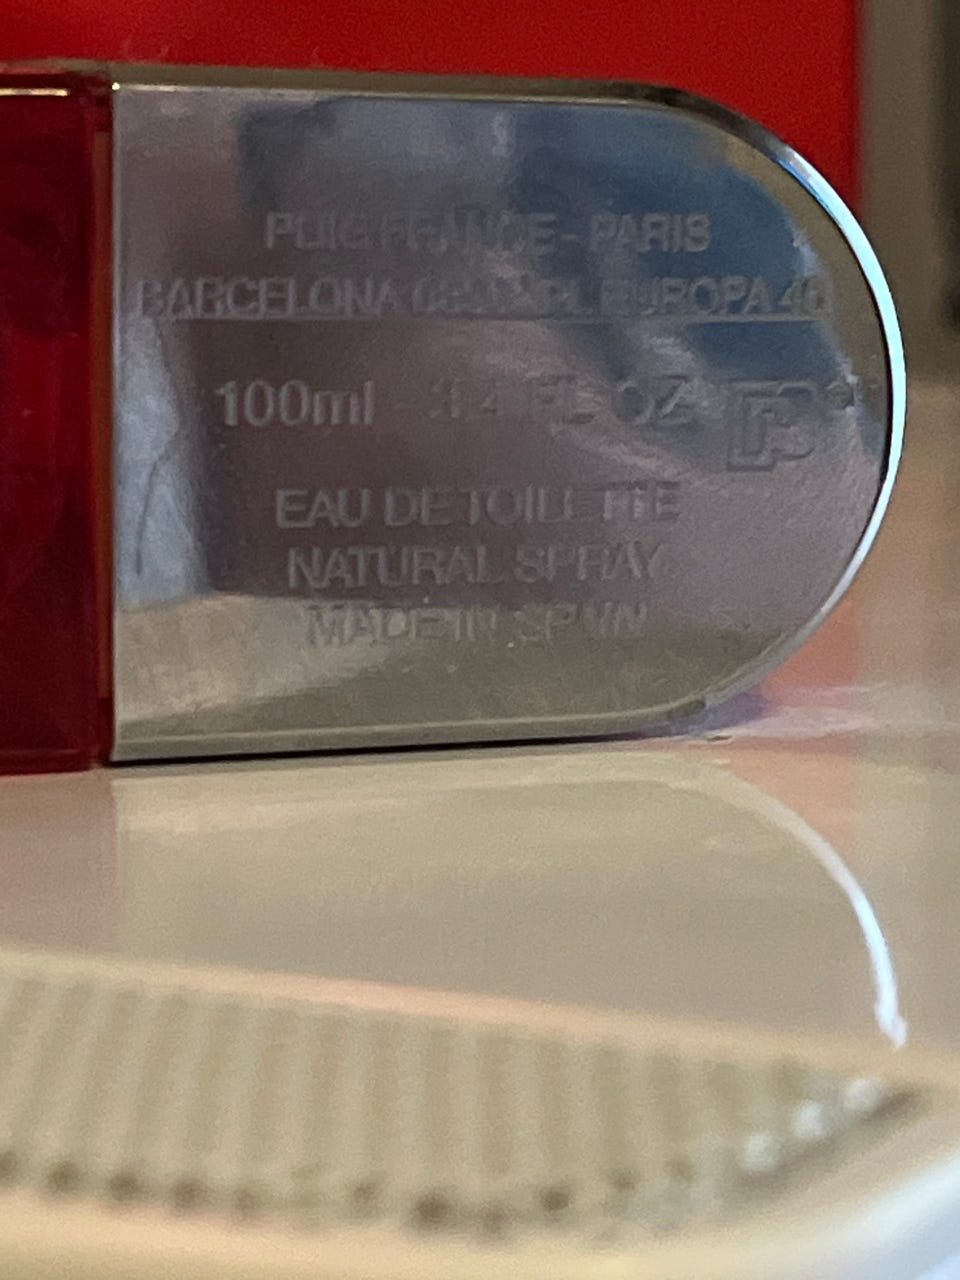 PUIG FRANCE - PARIS
BARCELONA PL EUROPA 46
100ml - 3.4 FL OZ
EAU DE TOILETTE
NATURAL SPRAY
MADE IN SPAIN